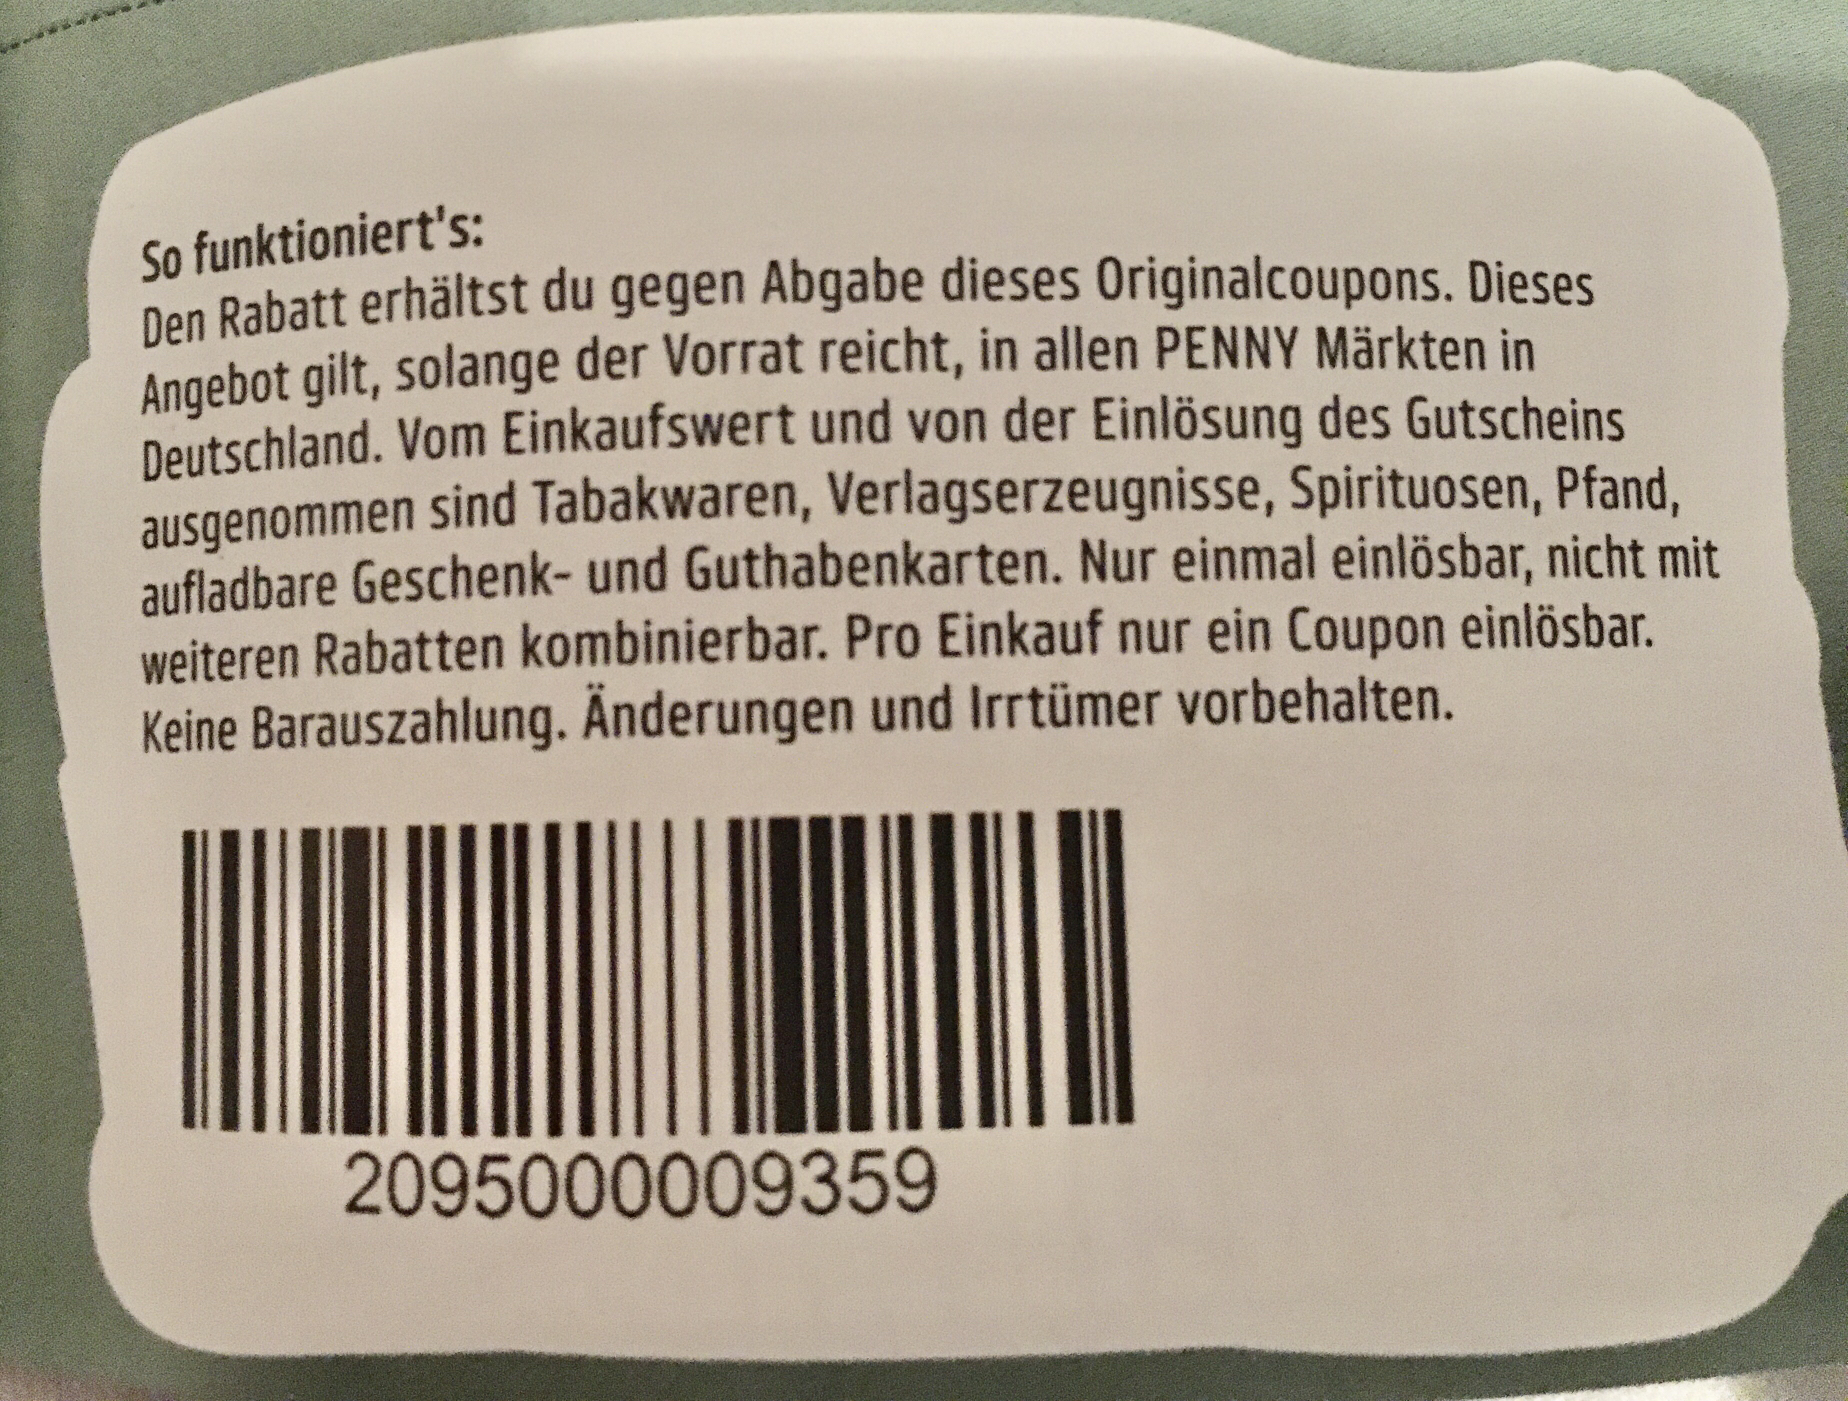 So funktioniert's:
Den Rabatt erhältst du gegen Abgabe dieses Originalcoupons. Dieses
Angebot gilt, solange der Vorrat reicht, in allen PENNY Märkten in
Deutschland. Vom Einkaufswert und von der Einlösung des Gutscheins
ausgenommen sind Tabakwaren, Verlagserzeugnisse, Spirituosen, Pfand,
aufladbare Geschenk- und Guthabenkarten. Nur einmal einlösbar, nicht mit
weiteren Rabatten kombinierbar. Pro Einkauf nur ein Coupon einlösbar.
Keine Barauszahlung. Änderungen und Irrtümer vorbehalten.
2095000009359